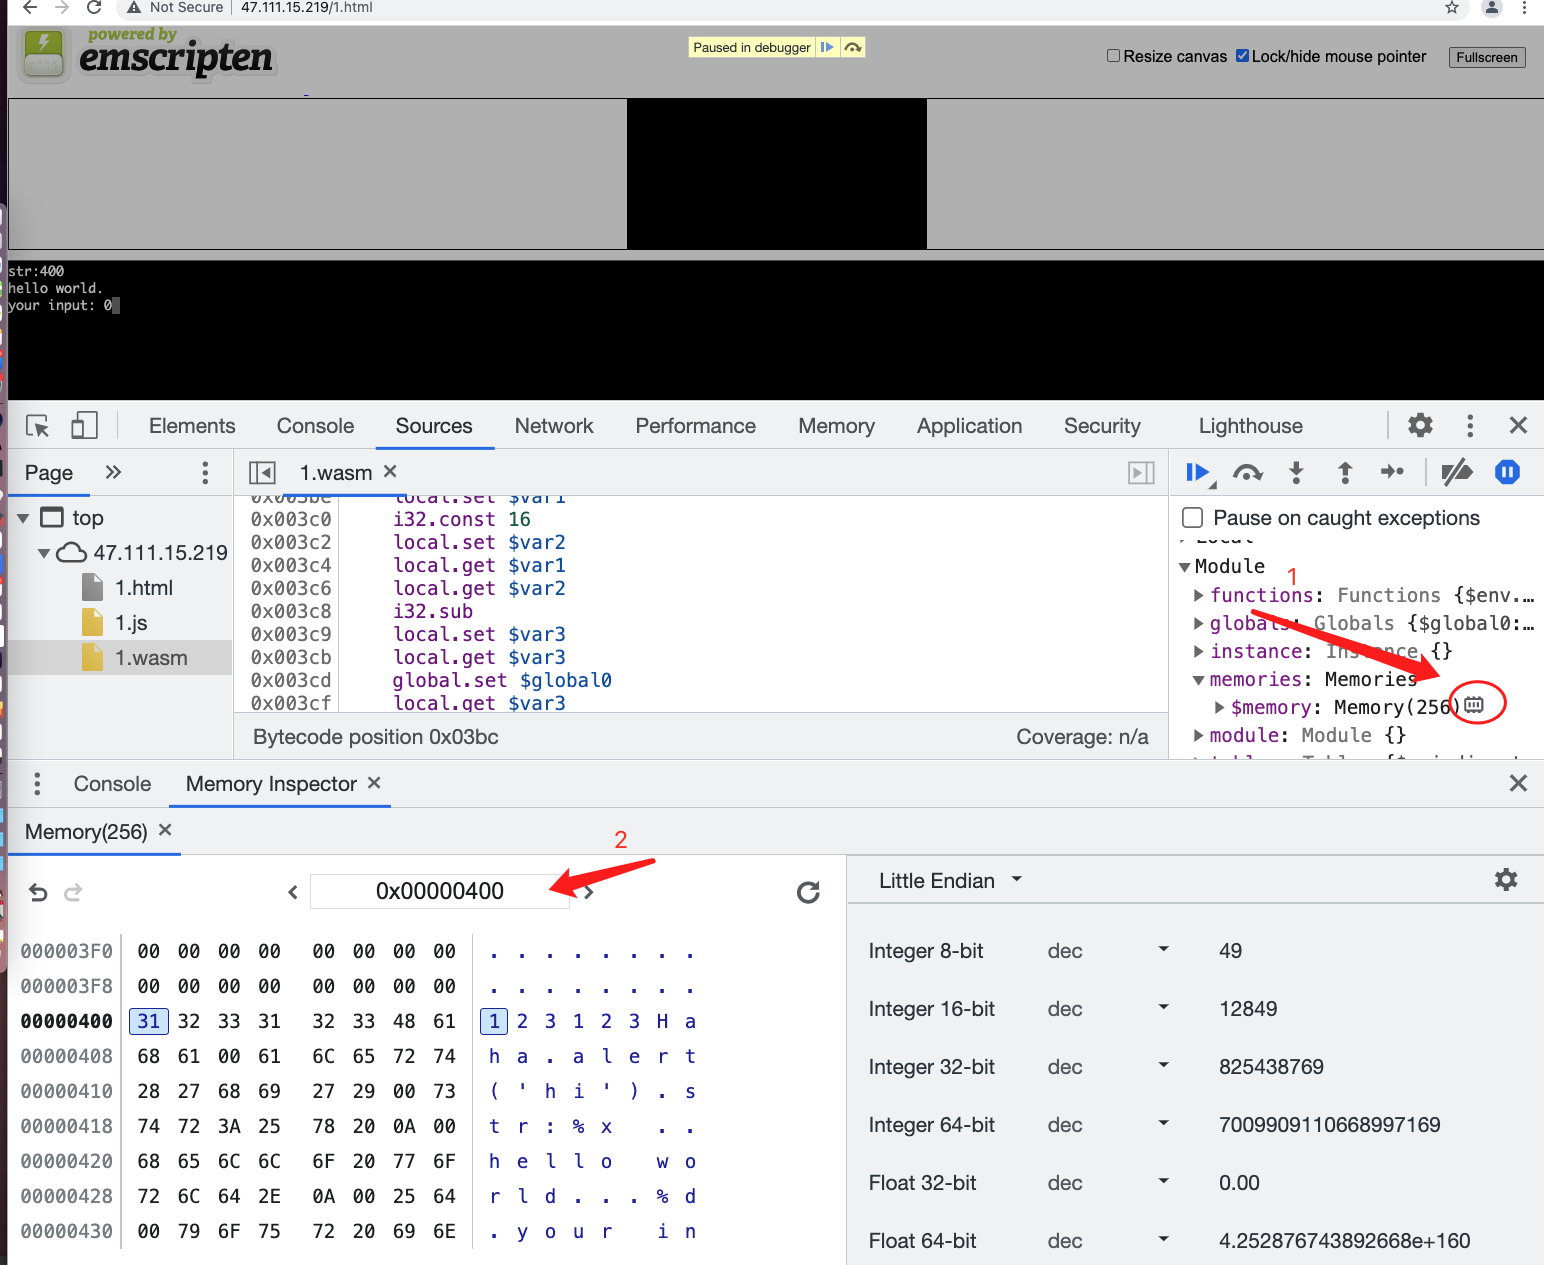 Not Secure | 47.111.15.219/1.html
powered by
emscripten
Paused in debugger
Resize canvas Lock/hide mouse pointer Fullscreen
str:400
hello world.
your input: 0
Elements Console Sources Network Performance Memory Application Security Lighthouse
Page
1.wasm
top
47.111.15.219
1.html
1.js
1.wasm
0x003be local.set $var1
0x003c0 i32.const 16
0x003c2 local.set $var2
0x003c4 local.get $var1
0x003c6 local.get $var2
0x003c8 i32.sub
0x003c9 local.set $var3
0x003cb local.get $var3
0x003cd global.set $global0
0x003cf local.get $var3
Bytecode position 0x03bc Coverage: n/a
Pause on caught exceptions
Local
Module
1
functions: Functions {$env.…
globals: Globals {$global0:…
instance: Instance {}
memories: Memories
$memory: Memory(256)
module: Module {}
Console Memory Inspector
Memory(256)
2
0x00000400
000003F0 00 00 00 00 00 00 00 00 . . . . . . . .
000003F8 00 00 00 00 00 00 00 00 . . . . . . . .
00000400 31 32 33 31 32 33 48 61 1 2 3 1 2 3 H a
00000408 68 61 00 61 6C 65 72 74 h a . a l e r t
00000410 28 27 68 69 27 29 00 73 ( ' h i ' ) . s
00000418 74 72 3A 25 78 20 0A 00 t r : % x . .
00000420 68 65 6C 6C 6F 20 77 6F h e l l o w o
00000428 72 6C 64 2E 0A 00 25 64 r l d . . . % d
00000430 00 79 6F 75 72 20 69 6E . y o u r i n
Little Endian
Integer 8-bit dec 49
Integer 16-bit dec 12849
Integer 32-bit dec 825438769
Integer 64-bit dec 7009909110668997169
Float 32-bit dec 0.00
Float 64-bit dec 4.252876743892668e+160